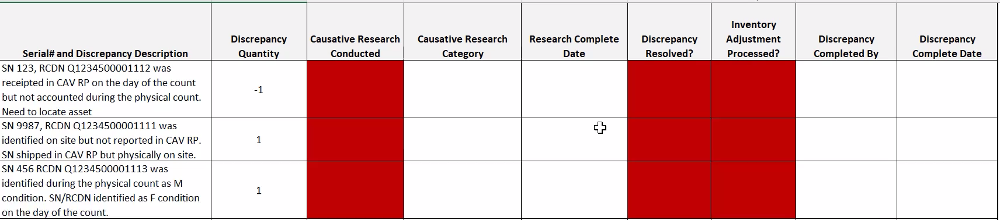 Serial# and Discrepancy Description
Discrepancy
Quantity
Causative Research
Conducted
Causative Research
Category
Research Complete
Date
Discrepancy
Resolved?
Inventory
Adjustment
Processed?
Discrepancy
Completed By
Discrepancy
Complete Date
SN 123, RCDN Q1234500001112 was
receipted in CAV RP on the day of the count
but not accounted during the physical count.
Need to locate asset
-1
SN 9987, RCDN Q1234500001111 was
identified on site but not reported in CAV RP.
SN shipped in CAV RP but physically on site.
1
SN 456 RCDN Q1234500001113 was
identified during the physical count as M
condition. SN/RCDN identified as F condition
on the day of the count.
1